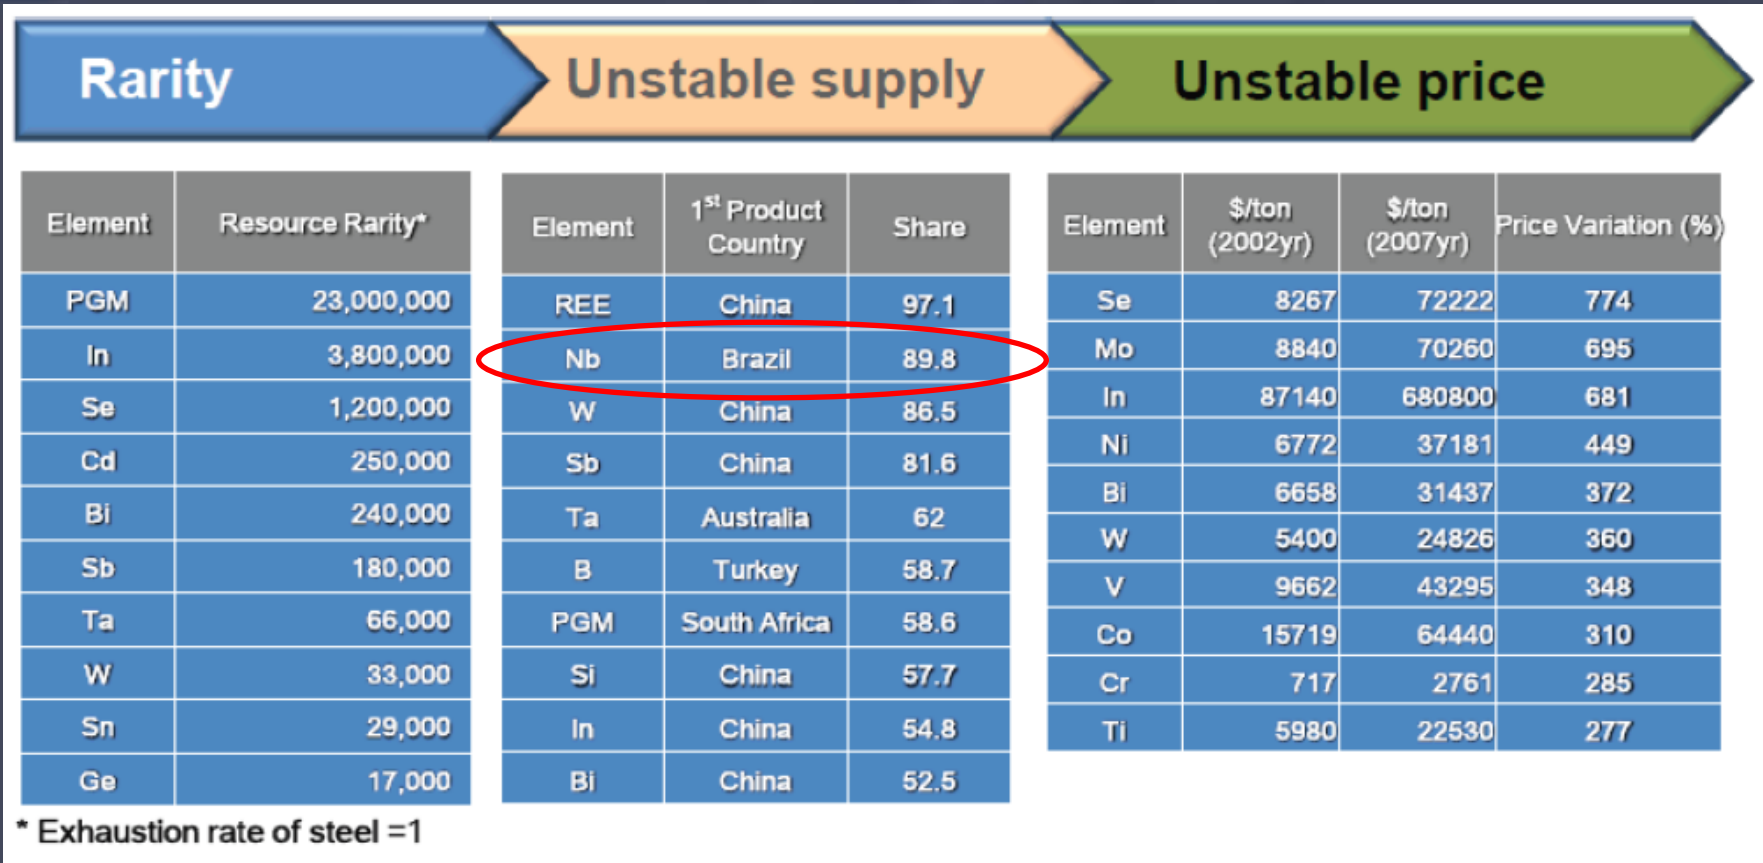 Rarity
Unstable supply
Unstable price
Element Resource Rarity*
PGM 23,000,000
In 3,800,000
Se 1,200,000
Cd 250,000
Bi 240,000
Sb 180,000
Ta 66,000
W 33,000
Sn 29,000
Ge 17,000
* Exhaustion rate of steel =1
Element 1st Product Country Share
REE China 97.1
Nb Brazil 89.8
W China 86.5
Sb China 81.6
Ta Australia 62
B Turkey 58.7
PGM South Africa 58.6
Si China 57.7
In China 54.8
Bi China 52.5
Element $/ton (2002yr) $/ton (2007yr) Price Variation (%)
Se 8267 72222 774
Mo 8840 70260 695
In 87140 680800 681
Ni 6772 37181 449
Bi 6658 31437 372
W 5400 24826 360
V 9662 43295 348
Co 15719 64440 310
Cr 717 2761 285
Ti 5980 22530 277